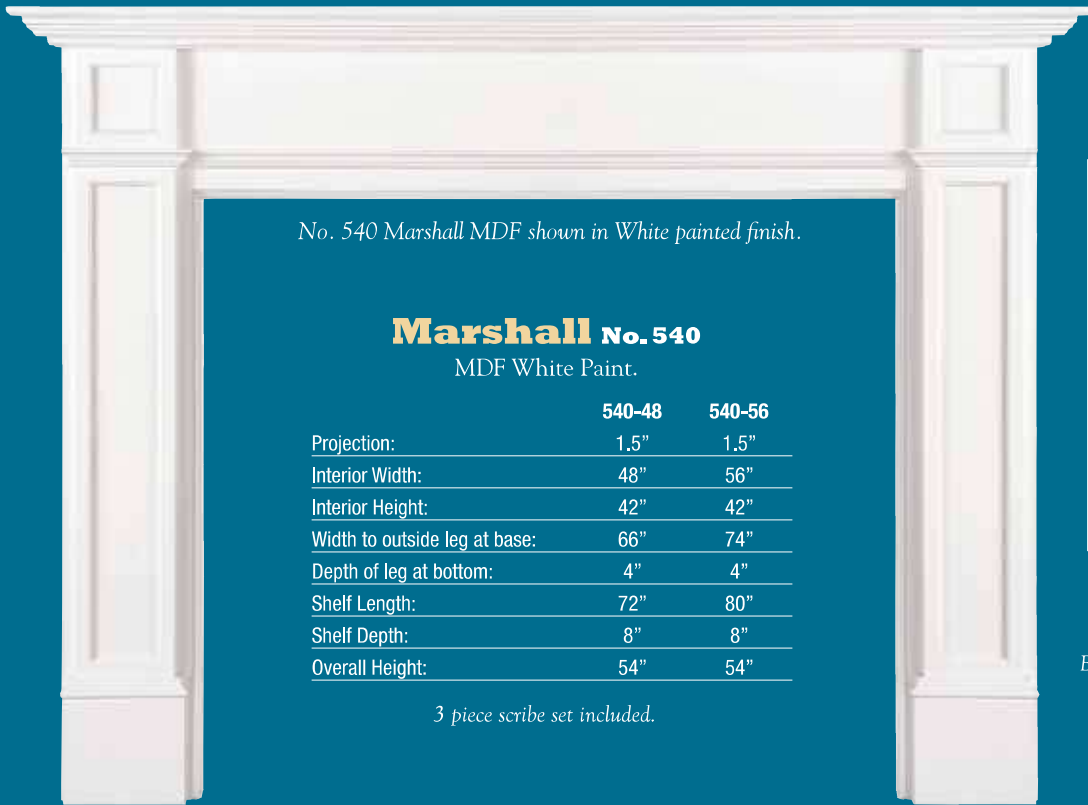 No. 540 Marshall MDF shown in White painted finish.
Marshall No. 540
MDF White Paint.
540-48 540-56
Projection: 1.5” 1.5”
Interior Width: 48” 56”
Interior Height: 42” 42”
Width to outside leg at base: 66” 74”
Depth of leg at bottom: 4” 4”
Shelf Length: 72” 80”
Shelf Depth: 8” 8”
Overall Height: 54” 54”
3 piece scribe set included.